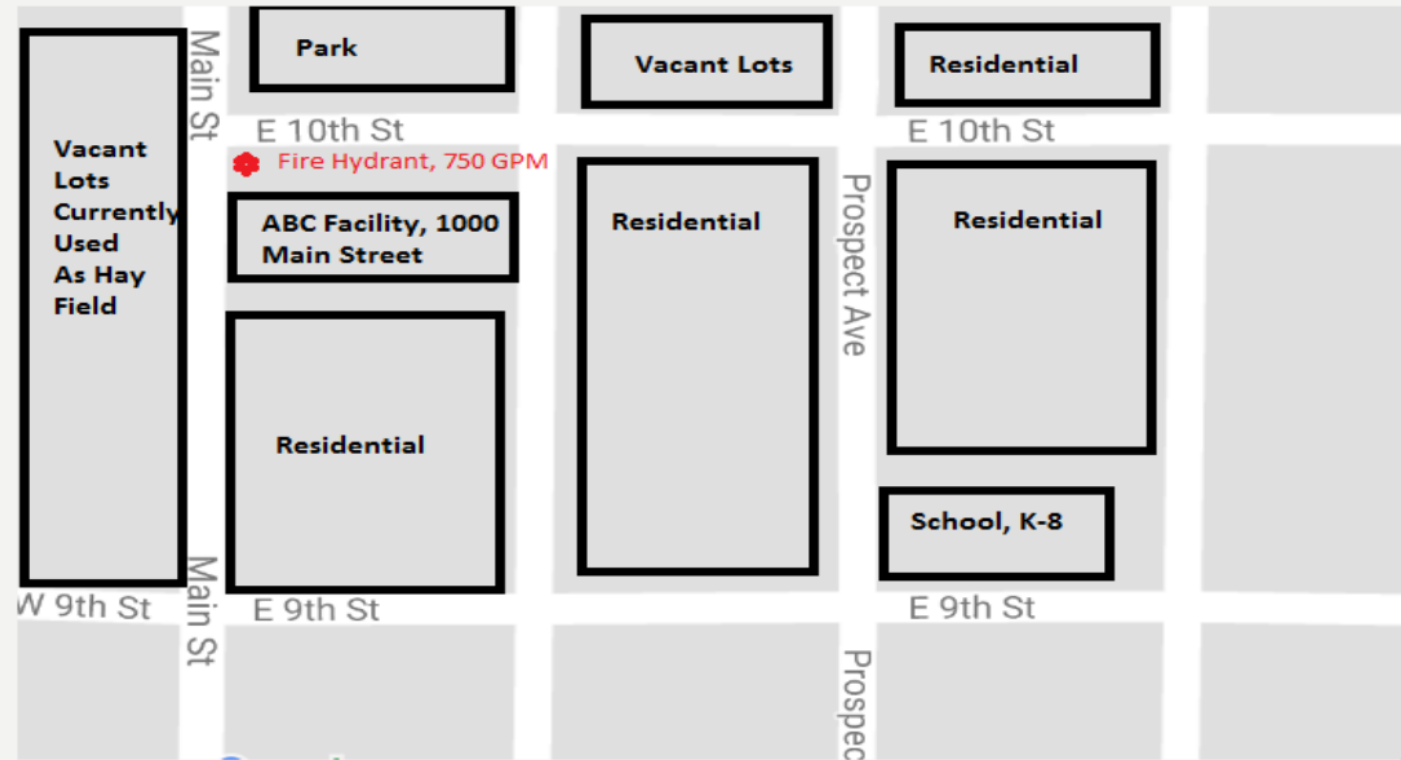 Main St
Park
Vacant Lots
Residential
E 10th St
E 10th St
Vacant
Lots
Currently
Used
As Hay
Field
Fire Hydrant, 750 GPM
ABC Facility, 1000
Main Street
Residential
Prospect Ave
Residential
Residential
School, K-8
Main St
W 9th St
E 9th St
E 9th St
Prospec